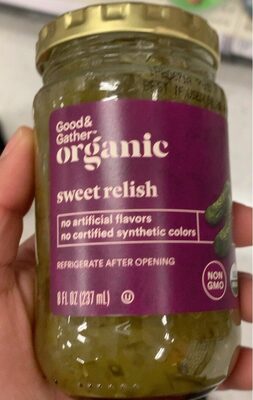 Good&
Gather™
organic
sweet relish
no artificial flavors
no certified synthetic colors
REFRIGERATE AFTER OPENING
8 FL OZ (237 mL)
NON
GMO